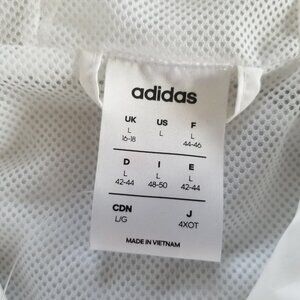 adidas
UK US F
L L L
16-18 44-46
D I E
L L L
42-44 48-50 42-44
CDN J
L/G 4XOT
MADE IN VIETNAM